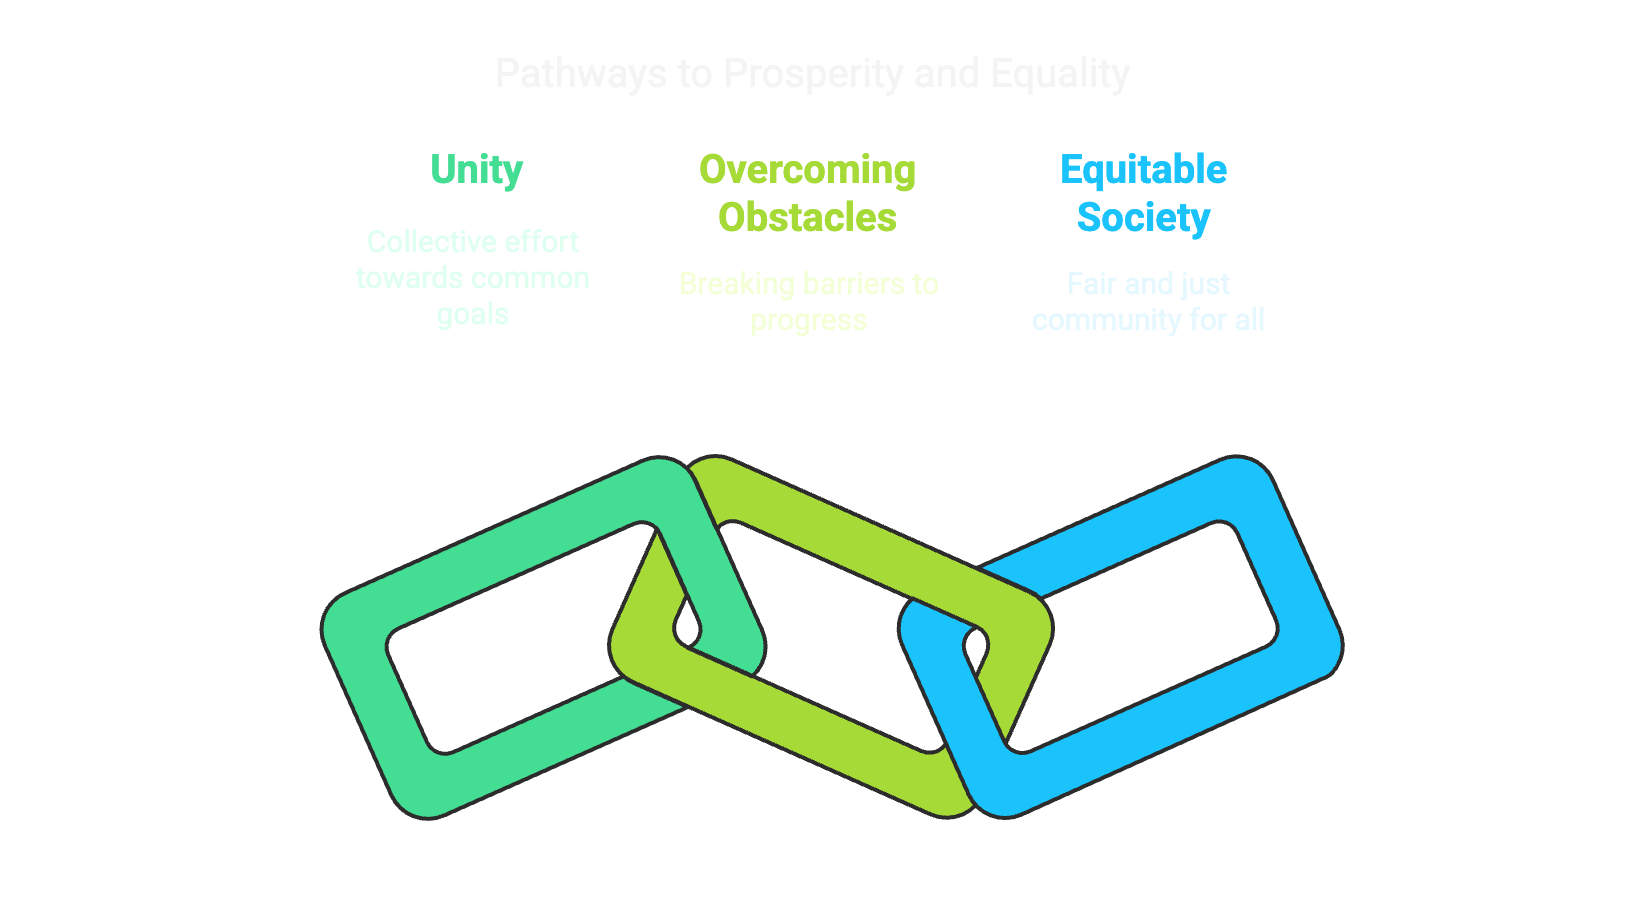 Pathways to Prosperity and Equality
Unity
Collective effort
towards common
goals
Overcoming
Obstacles
Breaking barriers to
progress
Equitable
Society
Fair and just
community for all